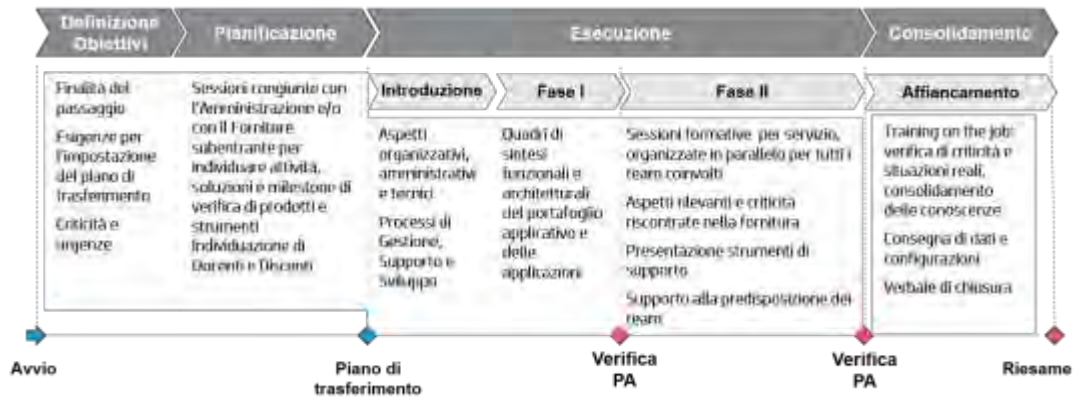 Definizione
Obiettivi
Pianificazione
Esecuzione
Consolidamento
Finalità del
passaggio
Esigenze per
l'impostazione
del piano di
trasferimento
Criticità e
urgenze
Sessioni congiunte con
l'Amministrazione e/o
con il Fornitore
subentrante per
individuare attività,
soluzioni e milestone di
verifica di prodotti e
strumenti
Individuazione di
Docenti e Discenti
Introduzione
Aspetti
organizzativi,
amministrativi
e tecnici
Processi di
Gestione,
Supporto e
Sviluppo
Fase I
Quadri di
sintesi
funzionali e
architetturali
del portafoglio
applicativo e
delle
applicazioni
Fase II
Sessioni formative per servizio,
organizzate in parallelo per tutti i
team coinvolti
Aspetti rilevanti e criticità
riscontrate nella fornitura
Presentazione strumenti di
supporto
Supporto alla predisposizione dei
team
Affiancamento
Training on the job:
verifica di criticità e
situazioni reali,
consolidamento
delle conoscenze
Consegna di dati e
configurazioni
Verbale di chiusura
Avvio
Piano di
trasferimento
Verifica
PA
Verifica
PA
Riesame